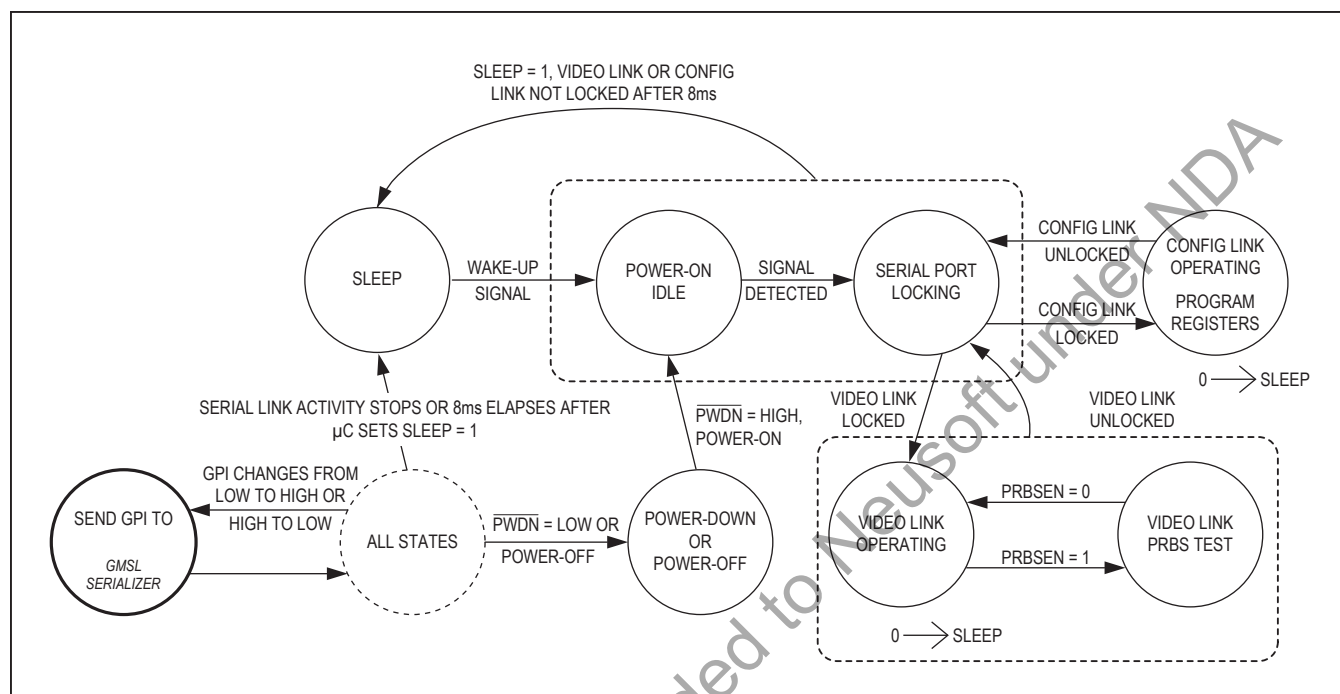 SLEEP = 1, VIDEO LINK OR CONFIG
LINK NOT LOCKED AFTER 8ms
SLEEP
WAKE-UP
SIGNAL
POWER-ON
IDLE
SIGNAL
DETECTED
SERIAL PORT
LOCKING
CONFIG LINK
UNLOCKED
CONFIG LINK
LOCKED
CONFIG LINK
OPERATING
PROGRAM
REGISTERS
0 → SLEEP
SERIAL LINK ACTIVITY STOPS OR 8ms ELAPSES AFTER
µC SETS SLEEP = 1
PWDN = HIGH,
POWER-ON
VIDEO LINK
LOCKED
VIDEO LINK
UNLOCKED
GPI CHANGES FROM
LOW TO HIGH OR
HIGH TO LOW
SEND GPI TO
GMSL
SERIALIZER
ALL STATES
PWDN = LOW OR
POWER-OFF
POWER-DOWN
OR
POWER-OFF
VIDEO LINK
OPERATING
PRBSEN = 0
PRBSEN = 1
VIDEO LINK
PRBS TEST
0 → SLEEP
ded to Neusoft under NDA